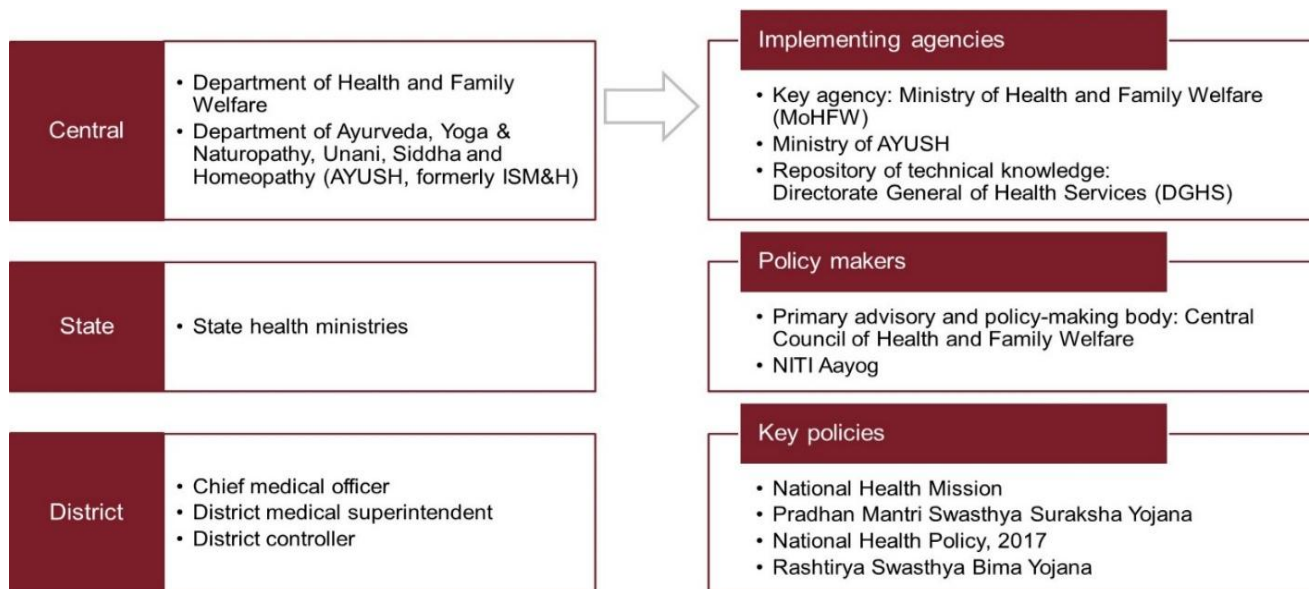 Central
• Department of Health and Family
Welfare
• Department of Ayurveda, Yoga &
Naturopathy, Unani, Siddha and
Homeopathy (AYUSH, formerly ISM&H)
Implementing agencies
• Key agency: Ministry of Health and Family Welfare
(MoHFW)
• Ministry of AYUSH
• Repository of technical knowledge:
Directorate General of Health Services (DGHS)
State
• State health ministries
Policy makers
• Primary advisory and policy-making body: Central
Council of Health and Family Welfare
• NITI Aayog
District
• Chief medical officer
• District medical superintendent
• District controller
Key policies
• National Health Mission
• Pradhan Mantri Swasthya Suraksha Yojana
• National Health Policy, 2017
• Rashtirya Swasthya Bima Yojana